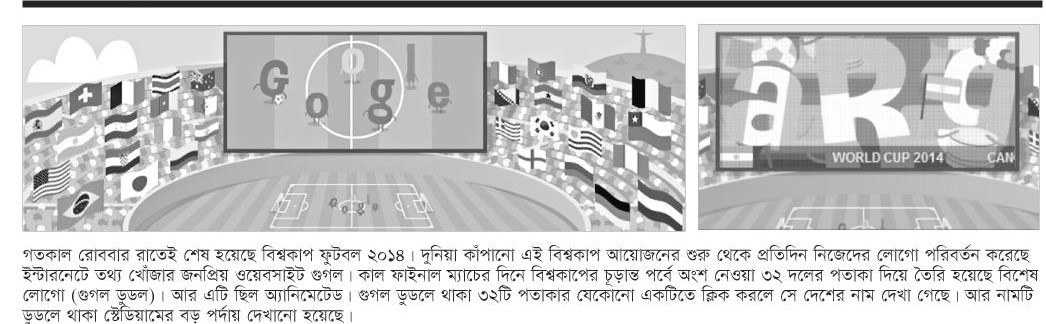 Google
Google
aRG
WORLD CUP 2014
CAN
গতকাল রোববার রাতেই শেষ হয়েছে বিশ্বকাপ ফুটবল ২০১৪। দুনিয়া কাঁপানো এই বিশ্বকাপ আয়োজনের শুরু থেকে প্রতিদিন নিজেদের লোগো পরিবর্তন করেছে
ইন্টারনেটে তথ্য খোঁজার জনপ্রিয় ওয়েবসাইট গুগল। কাল ফাইনাল ম্যাচের দিনে বিশ্বকাপের চূড়ান্ত পর্বে অংশ নেওয়া ৩২ দলের পতাকা দিয়ে তৈরি হয়েছে বিশেষ
লোগো (গুগল ডুডল)। আর এটি ছিল অ্যানিমেটেড। গুগল ডুডলে থাকা ৩২টি পতাকার যেকোনো একটিতে ক্লিক করলে সে দেশের নাম দেখা গেছে। আর নামটি
ডুডলে থাকা স্টেডিয়ামের বড় পর্দায় দেখানো হয়েছে।